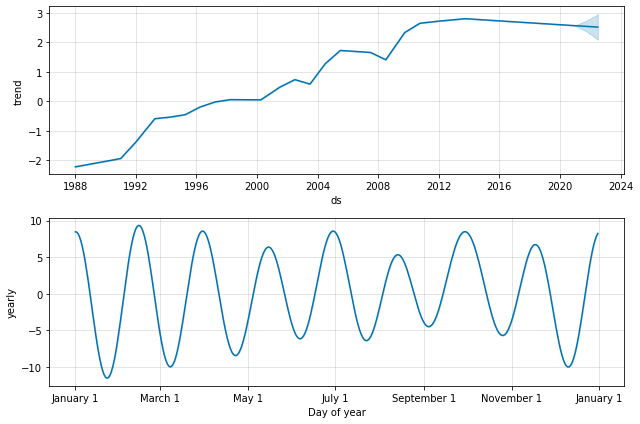 3
2
1
0
−1
−2
trend
1988 1992 1996 2000 2004 2008 2012 2016 2020 2024
ds
10
5
0
−5
−10
yearly
January 1 March 1 May 1 July 1 September 1 November 1 January 1
Day of year